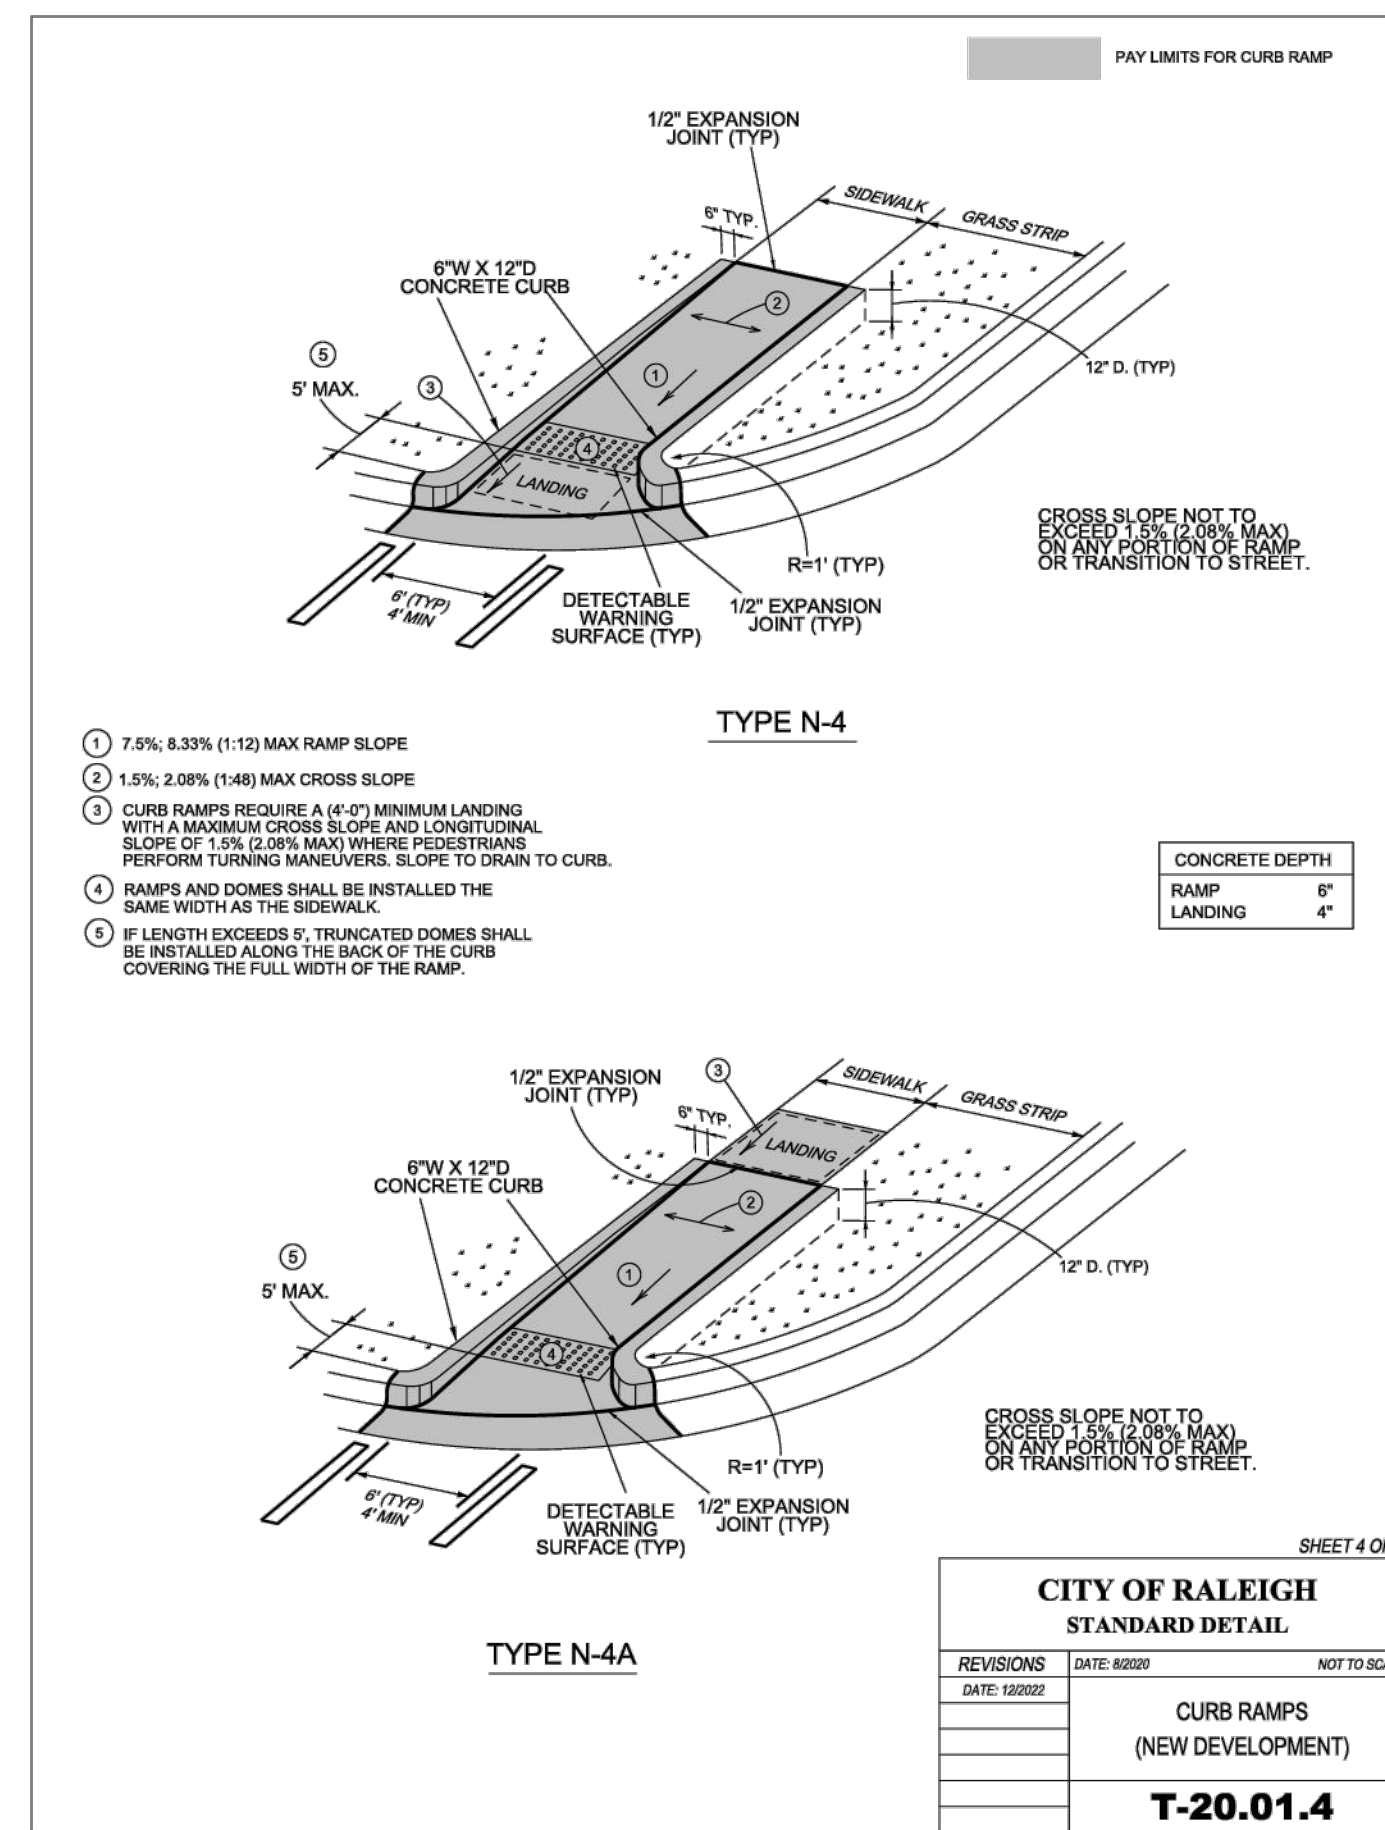 PAY LIMITS FOR CURB RAMP
1/2" EXPANSION
JOINT (TYP)
SIDEWALK
GRASS STRIP
6" TYP.
6"W X 12"D
CONCRETE CURB
2
5
5' MAX.
3
1
12" D. (TYP)
4
LANDING
CROSS SLOPE NOT TO
EXCEED 1.5% (2.08% MAX)
ON ANY PORTION OF RAMP
OR TRANSITION TO STREET.
R=1' (TYP)
6' (TYP)
4' MIN
DETECTABLE
WARNING
SURFACE (TYP)
1/2" EXPANSION
JOINT (TYP)
TYPE N-4
1 7.5%; 8.33% (1:12) MAX RAMP SLOPE
2 1.5%; 2.08% (1:48) MAX CROSS SLOPE
3 CURB RAMPS REQUIRE A (4'-0") MINIMUM LANDING
WITH A MAXIMUM CROSS SLOPE AND LONGITUDINAL
SLOPE OF 1.5% (2.08% MAX) WHERE PEDESTRIANS
PERFORM TURNING MANEUVERS. SLOPE TO DRAIN TO CURB.
4 RAMPS AND DOMES SHALL BE INSTALLED THE
SAME WIDTH AS THE SIDEWALK.
5 IF LENGTH EXCEEDS 5', TRUNCATED DOMES SHALL
BE INSTALLED ALONG THE BACK OF THE CURB
COVERING THE FULL WIDTH OF THE RAMP.
CONCRETE DEPTH
RAMP 6"
LANDING 4"
1/2" EXPANSION
JOINT (TYP)
3
SIDEWALK
GRASS STRIP
6" TYP.
LANDING
6"W X 12"D
CONCRETE CURB
2
5
5' MAX.
1
12" D. (TYP)
4
CROSS SLOPE NOT TO
EXCEED 1.5% (2.08% MAX)
ON ANY PORTION OF RAMP
OR TRANSITION TO STREET.
R=1' (TYP)
6' (TYP)
4' MIN
DETECTABLE
WARNING
SURFACE (TYP)
1/2" EXPANSION
JOINT (TYP)
TYPE N-4A
SHEET 4
CITY OF RALEIGH
STANDARD DETAIL
REVISIONS
DATE: 8/2020
NOT TO
DATE: 12/2022
CURB RAMPS
(NEW DEVELOPMENT)
T-20.01.4